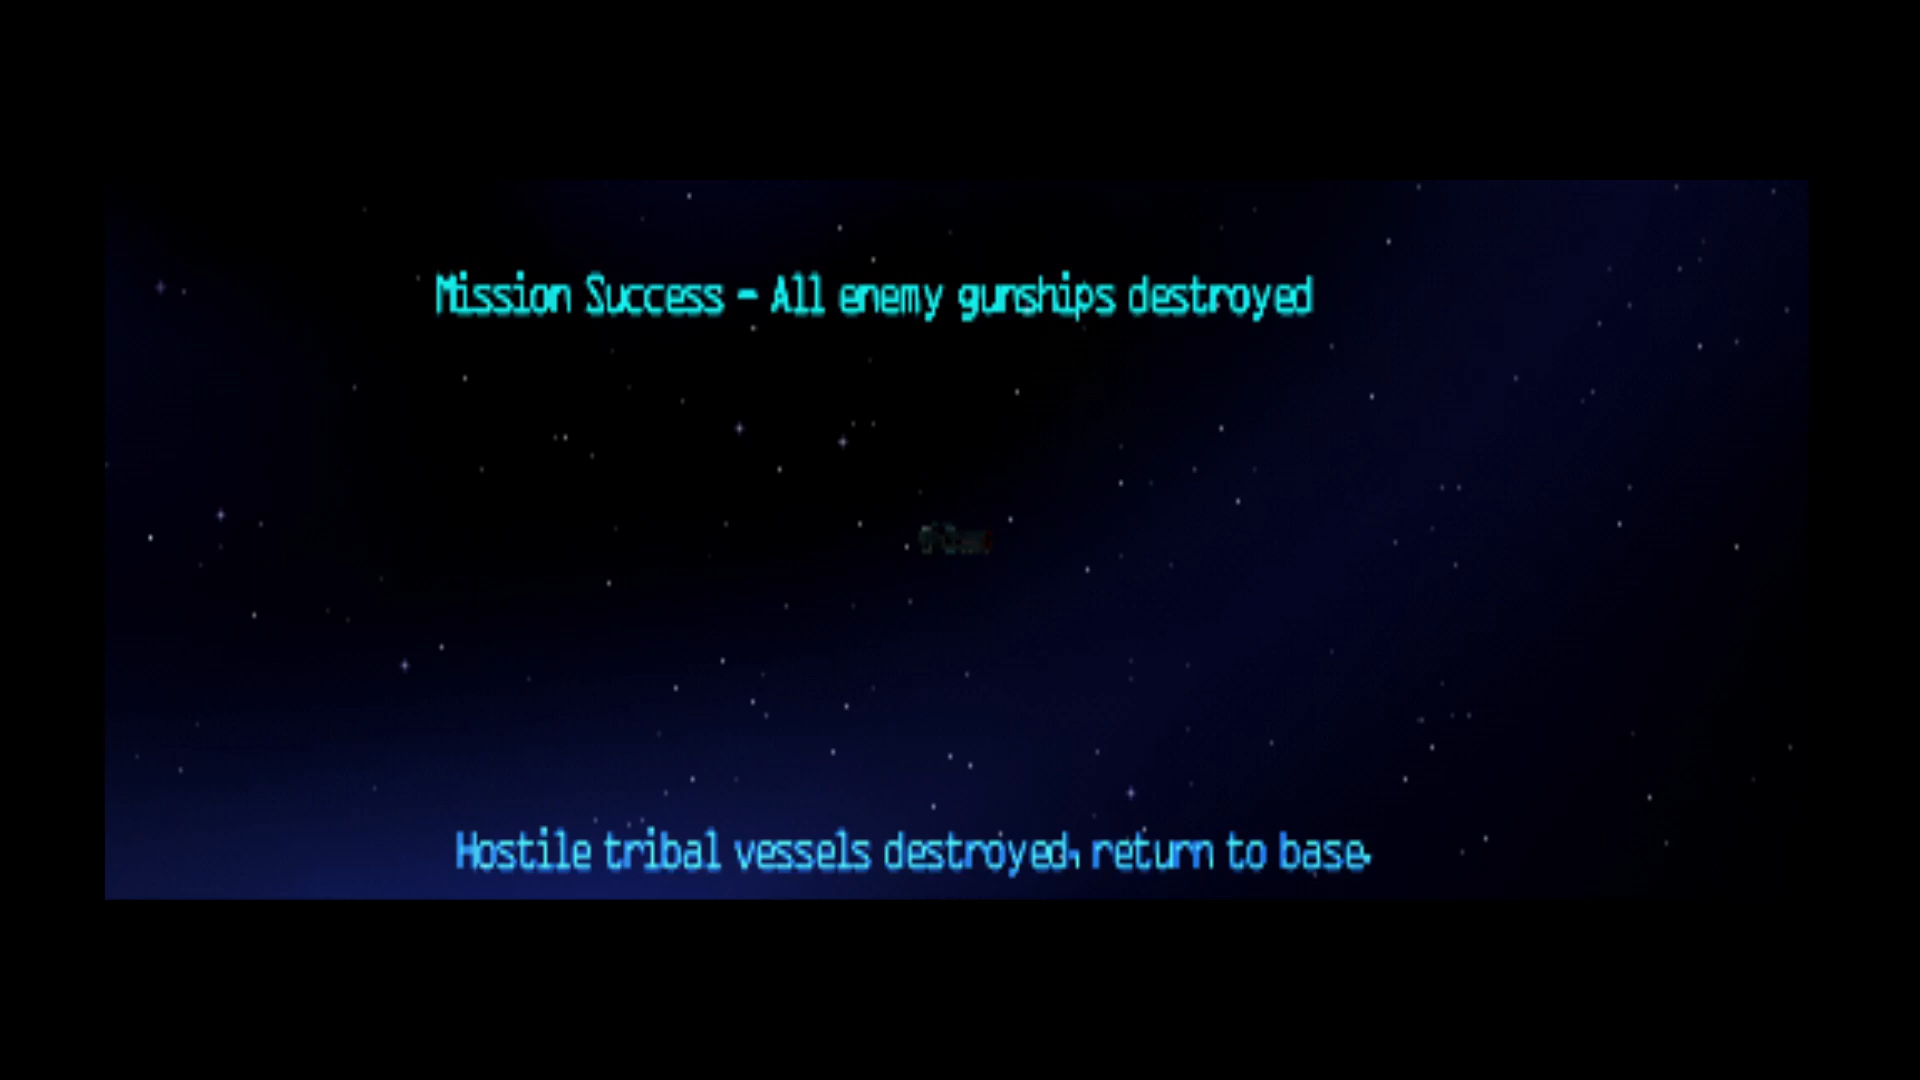 Mission Success - All enemy gunships destroyed
Hostile tribal vessels destroyed, return to base.